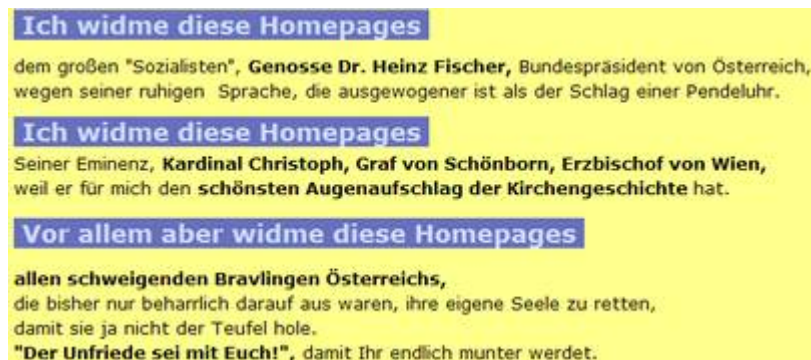 Ich widme diese Homepages
dem großen "Sozialisten", Genosse Dr. Heinz Fischer, Bundespräsident von Österreich,
wegen seiner ruhigen Sprache, die ausgewogener ist als der Schlag einer Pendeluhr.
Ich widme diese Homepages
Seiner Eminenz, Kardinal Christoph, Graf von Schönborn, Erzbischof von Wien,
weil er für mich den schönsten Augenaufschlag der Kirchengeschichte hat.
Vor allem aber widme diese Homepages
allen schweigenden Bravlingen Österreichs,
die bisher nur beharrlich darauf aus waren, ihre eigene Seele zu retten,
damit sie ja nicht der Teufel hole.
"Der Unfriede sei mit Euch!", damit Ihr endlich munter werdet.